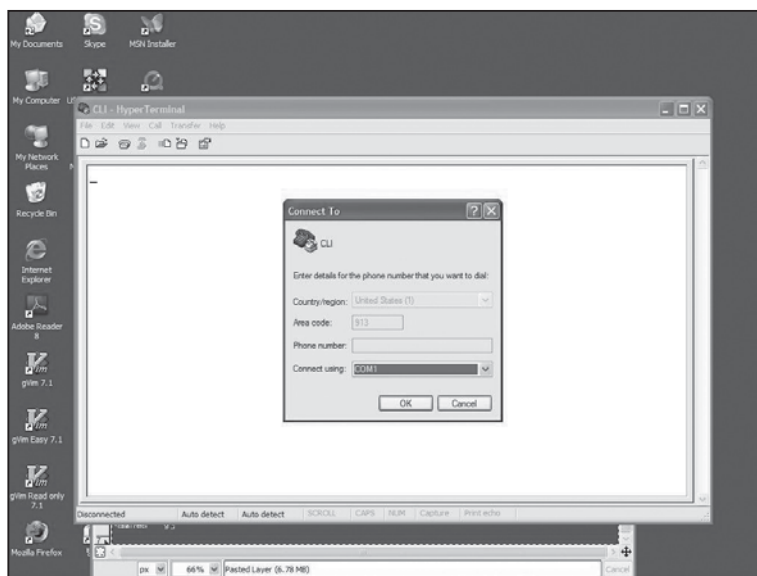 My Documents
Skype
MSN Installer
My Computer
CLI - HyperTerminal
File Edit View Call Transfer Help
My Network
Places
Recycle Bin
Internet
Explorer
Adobe Reader
8
gVim 7.1
gVim Easy 7.1
gVim Read only
7.1
Mozilla Firefox
Connect To
CLI
Enter details for the phone number that you want to dial:
Country/region: United States (1)
Area code: 913
Phone number:
Connect using: COM1
OK Cancel
Disconnected Auto detect Auto detect SCROLL CAPS NUM Capture Print echo
px 66% Pasted Layer (6.78 MB) Cancel